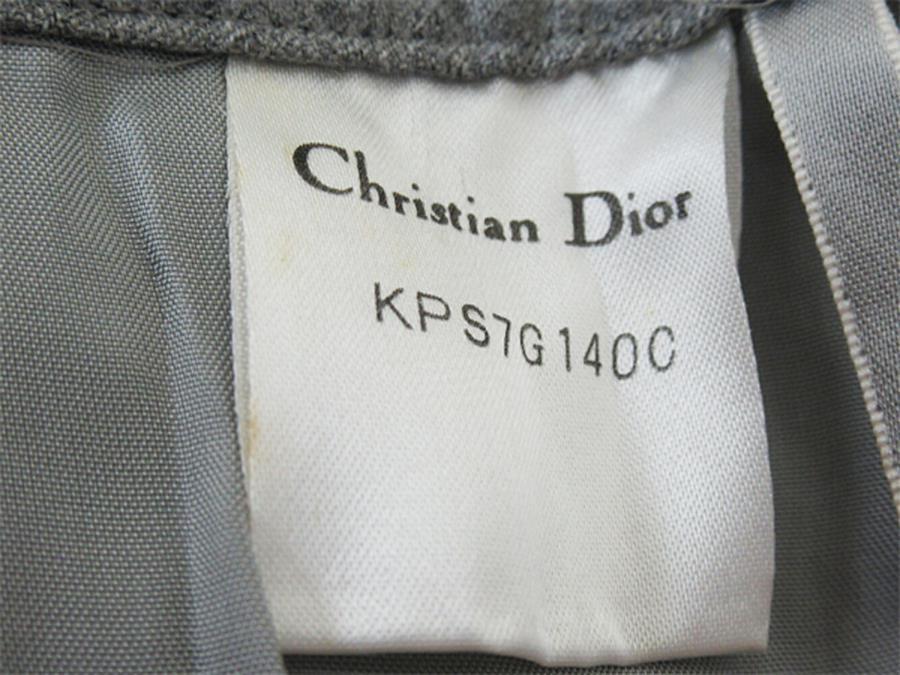 Christian Dior
KPS7G140C